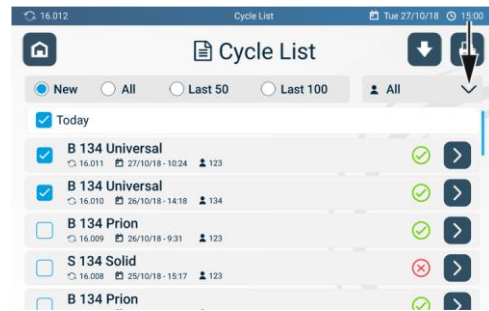 16.012 Cycle List Tue 27/10/18 15:00
Cycle List
New All Last 50 Last 100 All
Today
B 134 Universal
16.011 27/10/18 - 10:24 123
B 134 Universal
16.010 26/10/18 - 14:18 134
B 134 Prion
16.009 26/10/18 - 9:31 123
S 134 Solid
16.008 25/10/18 - 15:17 123
B 134 Prion